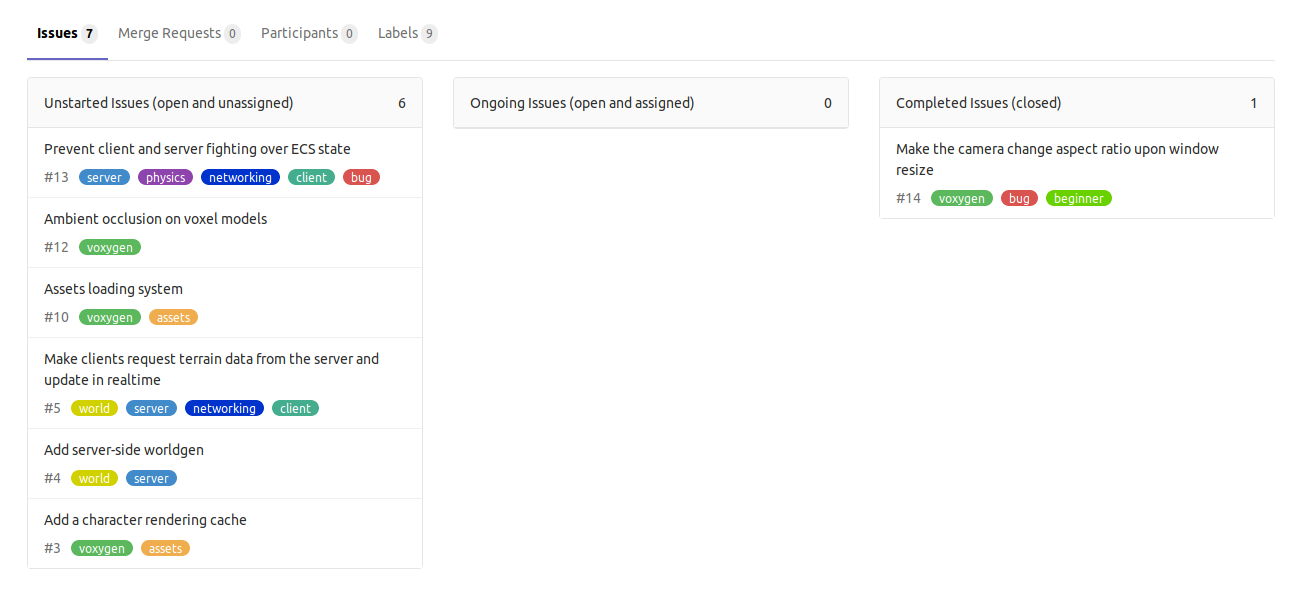 Issues 7 Merge Requests 0 Participants 0 Labels 9
Unstarted Issues (open and unassigned) 6
Prevent client and server fighting over ECS state
#13 server physics networking client bug
Ambient occlusion on voxel models
#12 voxygen
Assets loading system
#10 voxygen assets
Make clients request terrain data from the server and
update in realtime
#5 world server networking client
Add server-side worldgen
#4 world server
Add a character rendering cache
#3 voxygen assets
Ongoing Issues (open and assigned) 0
Completed Issues (closed) 1
Make the camera change aspect ratio upon window
resize
#14 voxygen bug beginner